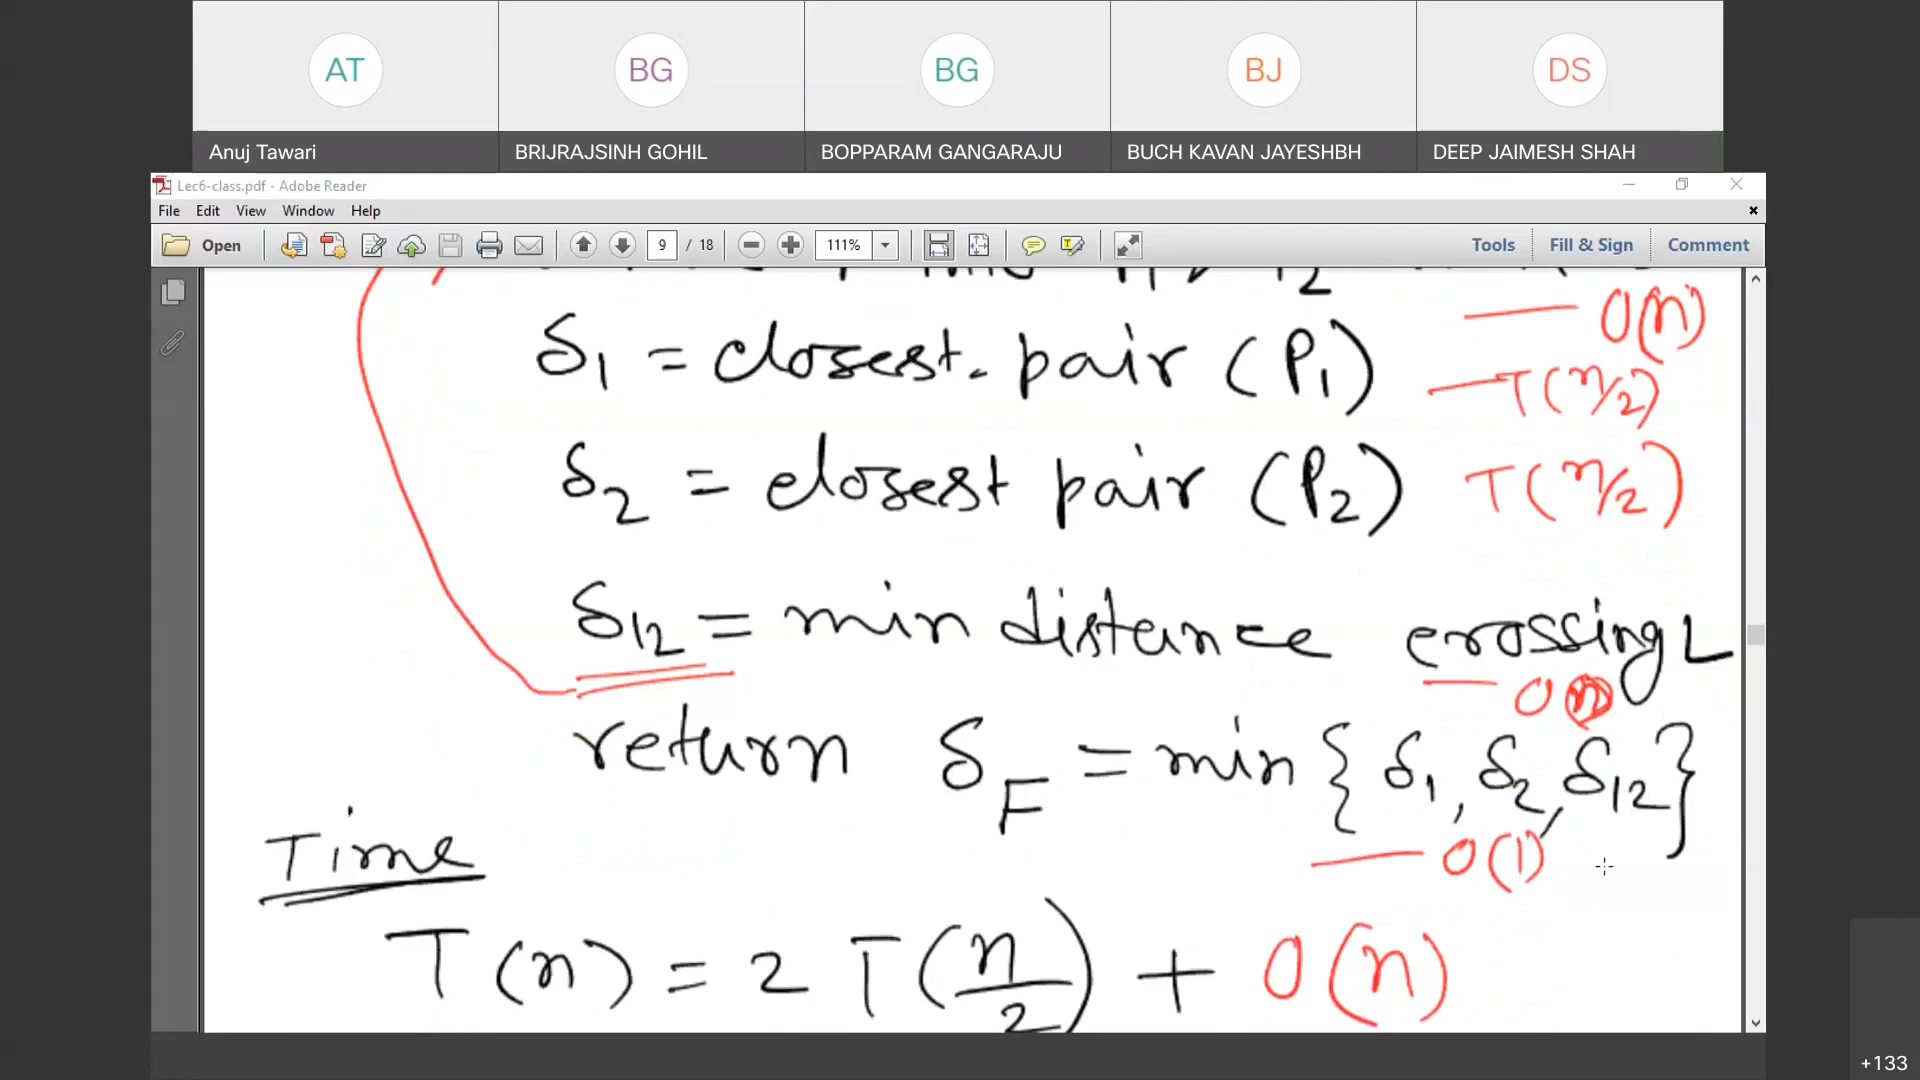 AT BG BG BJ DS
Anuj Tawari BRIJRAJSINH GOHIL BOPPARAM GANGARAJU BUCH KAVAN JAYESHBH DEEP JAIMESH SHAH
Lec6-class.pdf - Adobe Reader
File Edit View Window Help
Open 9 / 18 111% Tools Fill & Sign Comment
O(n)
δ1 = closest-pair (P1) T(n/2)
δ2 = closest pair (P2) T(n/2)
δ12 = min distance crossing L
O(n)
return δF = min {δ1, δ2, δ12}
O(1)
Time
T(n) = 2 T(n/2) + O(n)
+133